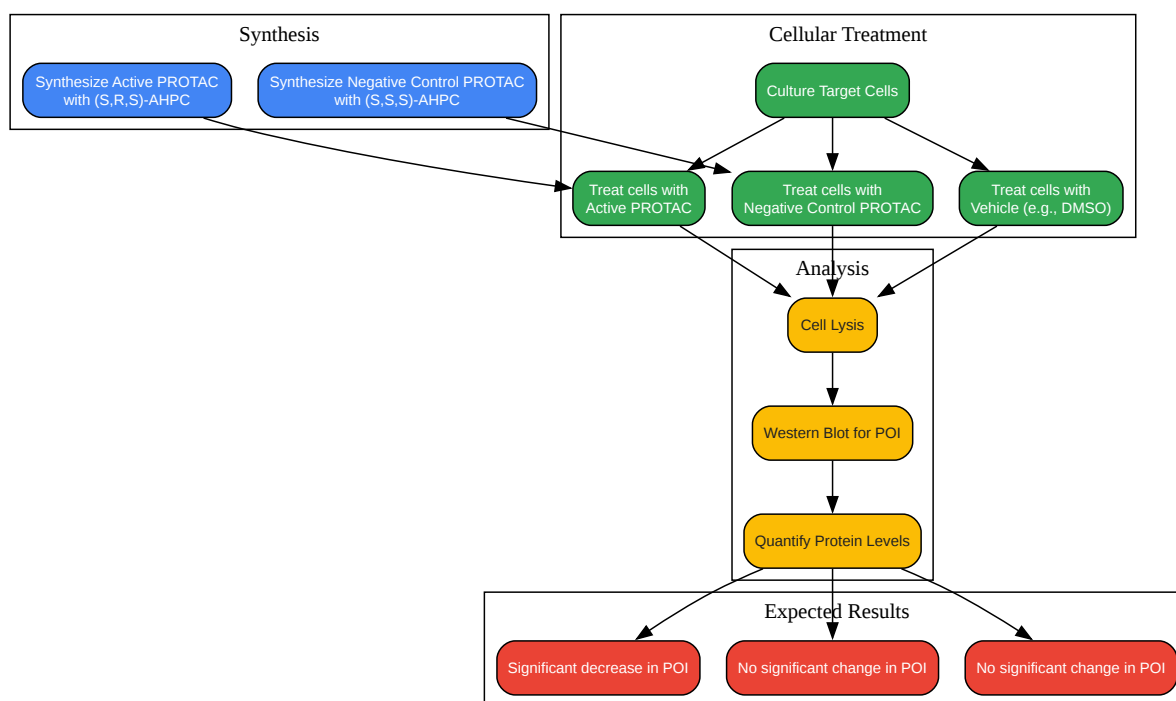 Synthesis
Synthesize Active PROTAC
with (S,R,S)-AHPC
Synthesize Negative Control PROTAC
with (S,S,S)-AHPC
Cellular Treatment
Culture Target Cells
Treat cells with
Active PROTAC
Treat cells with
Negative Control PROTAC
Treat cells with
Vehicle (e.g., DMSO)
Analysis
Cell Lysis
Western Blot for POI
Quantify Protein Levels
Expected Results
Significant decrease in POI
No significant change in POI
No significant change in POI